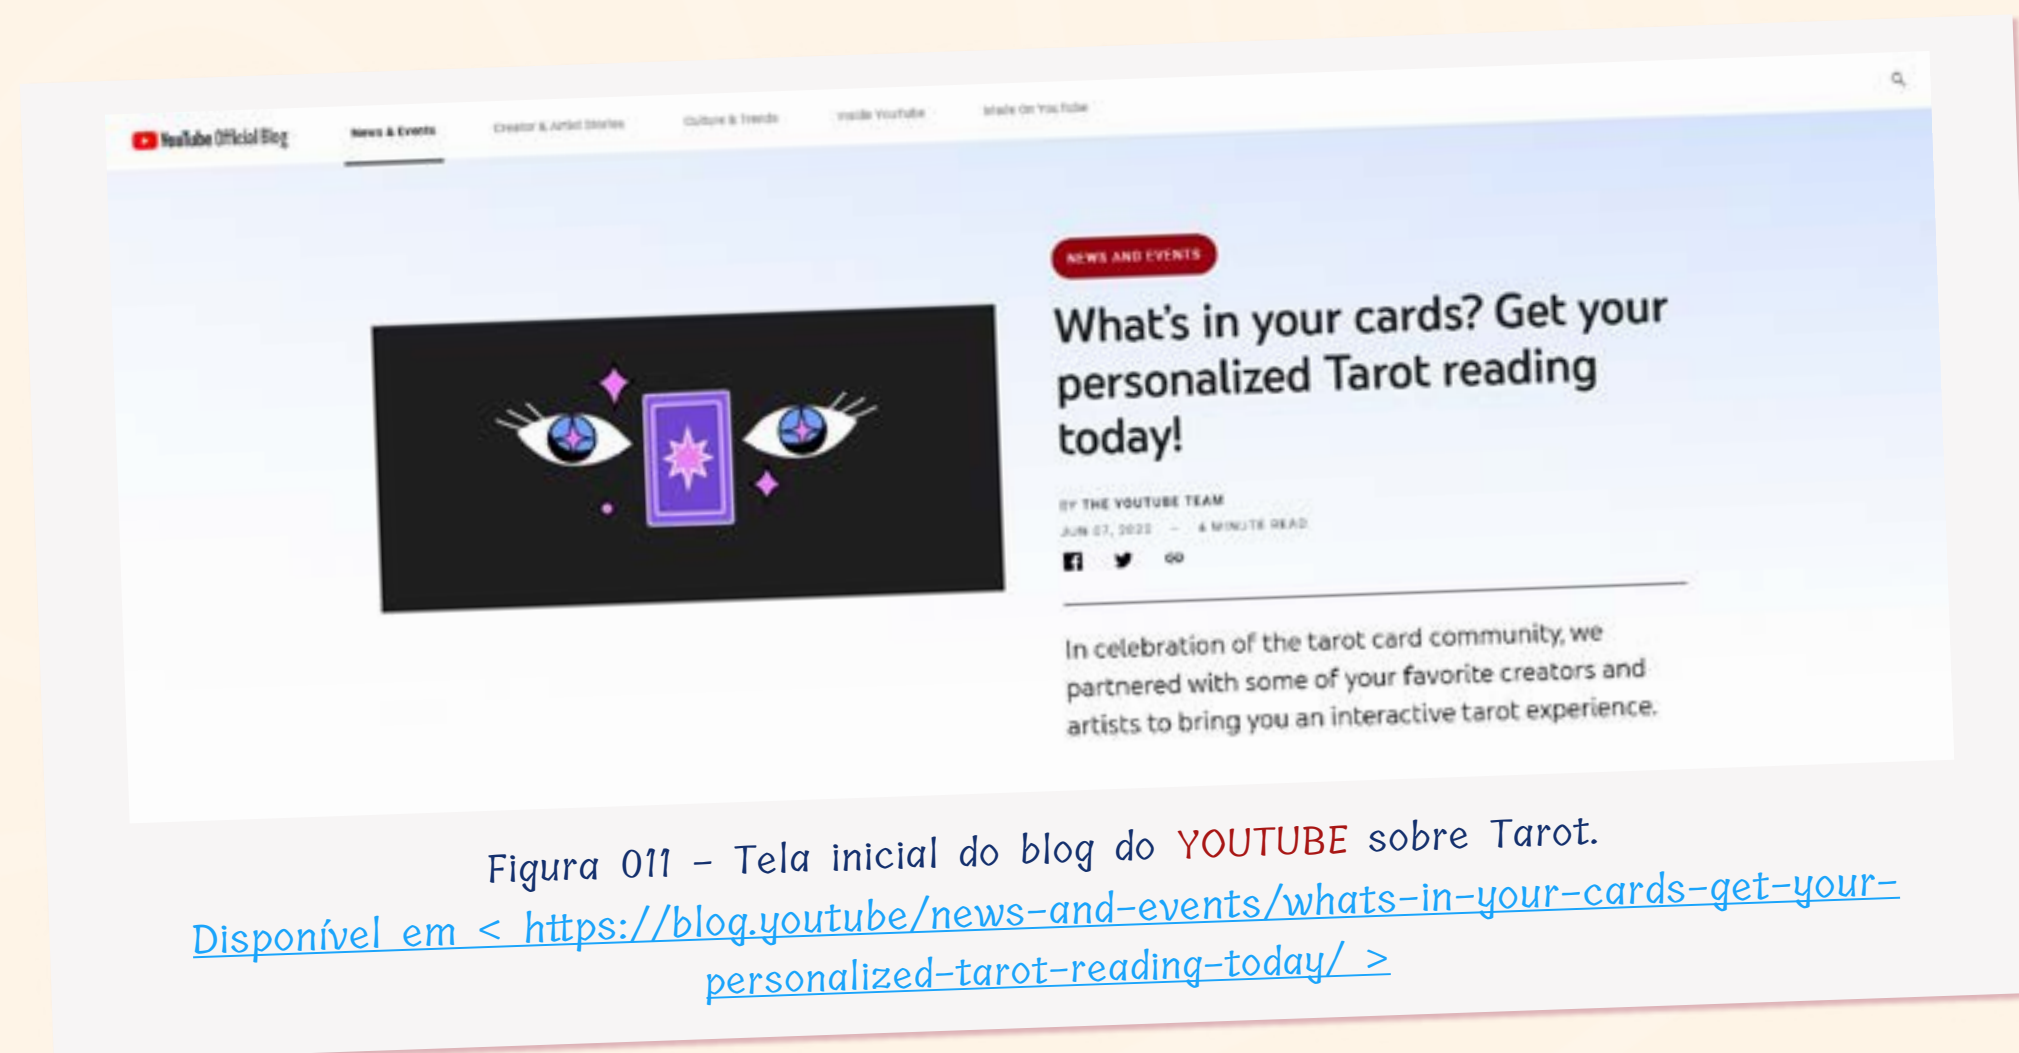 YouTube Official Blog
News & Events
Creator & Artist Stories
Culture & Trends
Inside YouTube
Made On YouTube
NEWS AND EVENTS
What's in your cards? Get your
personalized Tarot reading
today!
BY THE YOUTUBE TEAM
MINUTE READ
In celebration of the tarot card community, we
partnered with some of your favorite creators and
artists to bring you an interactive tarot experience.
Figura 011 – Tela inicial do blog do YOUTUBE sobre Tarot.
Disponível em < https://blog.youtube/news-and-events/whats-in-your-cards-get-your-
personalized-tarot-reading-today/ >